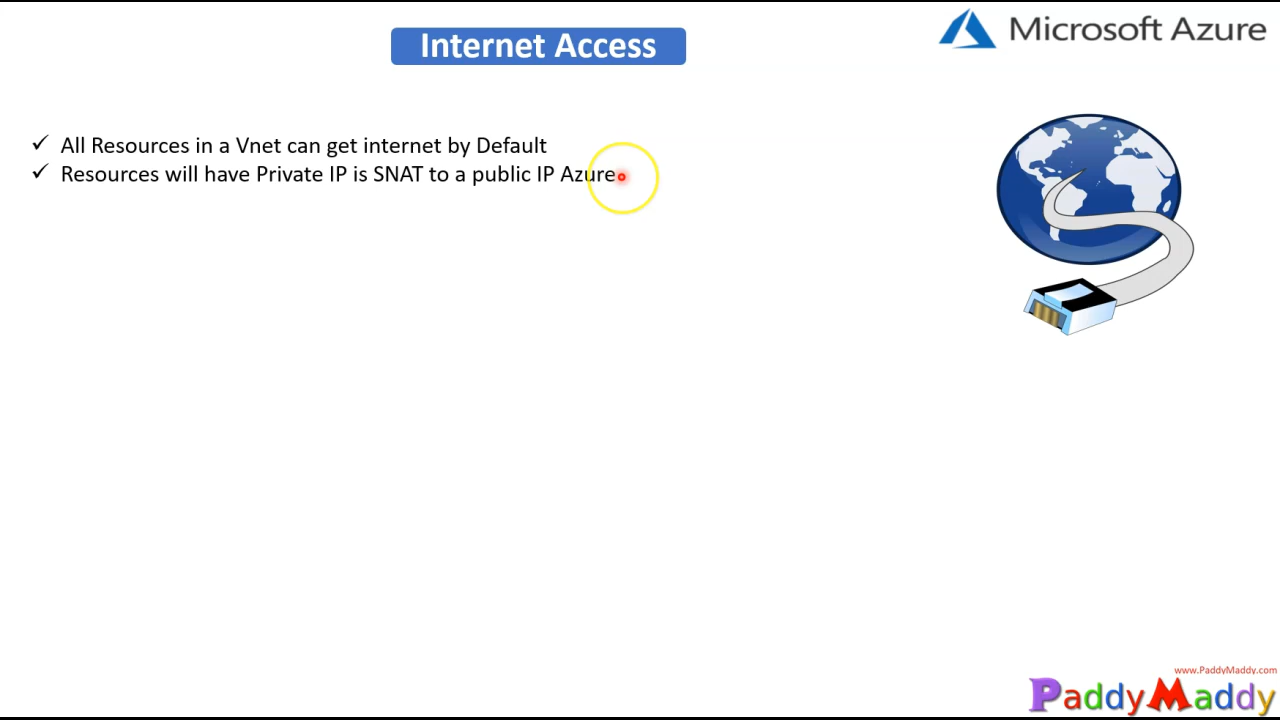 Internet Access
Microsoft Azure
All Resources in a Vnet can get internet by Default
Resources will have Private IP is SNAT to a public IP Azure
www.PaddyMaddy.com
PaddyMaddy